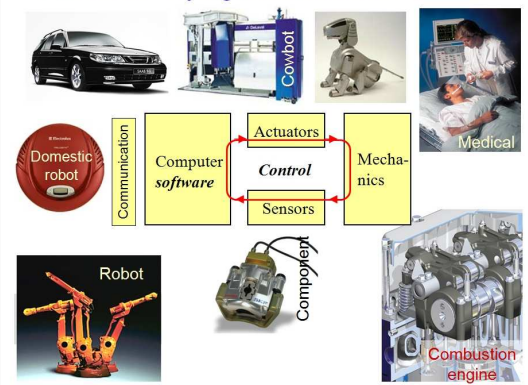 Cowbot
Medical
Domestic
robot
Communication
Computer
software
Actuators
Control
Sensors
Mecha-
nics
Robot
Component
Combustion
engine